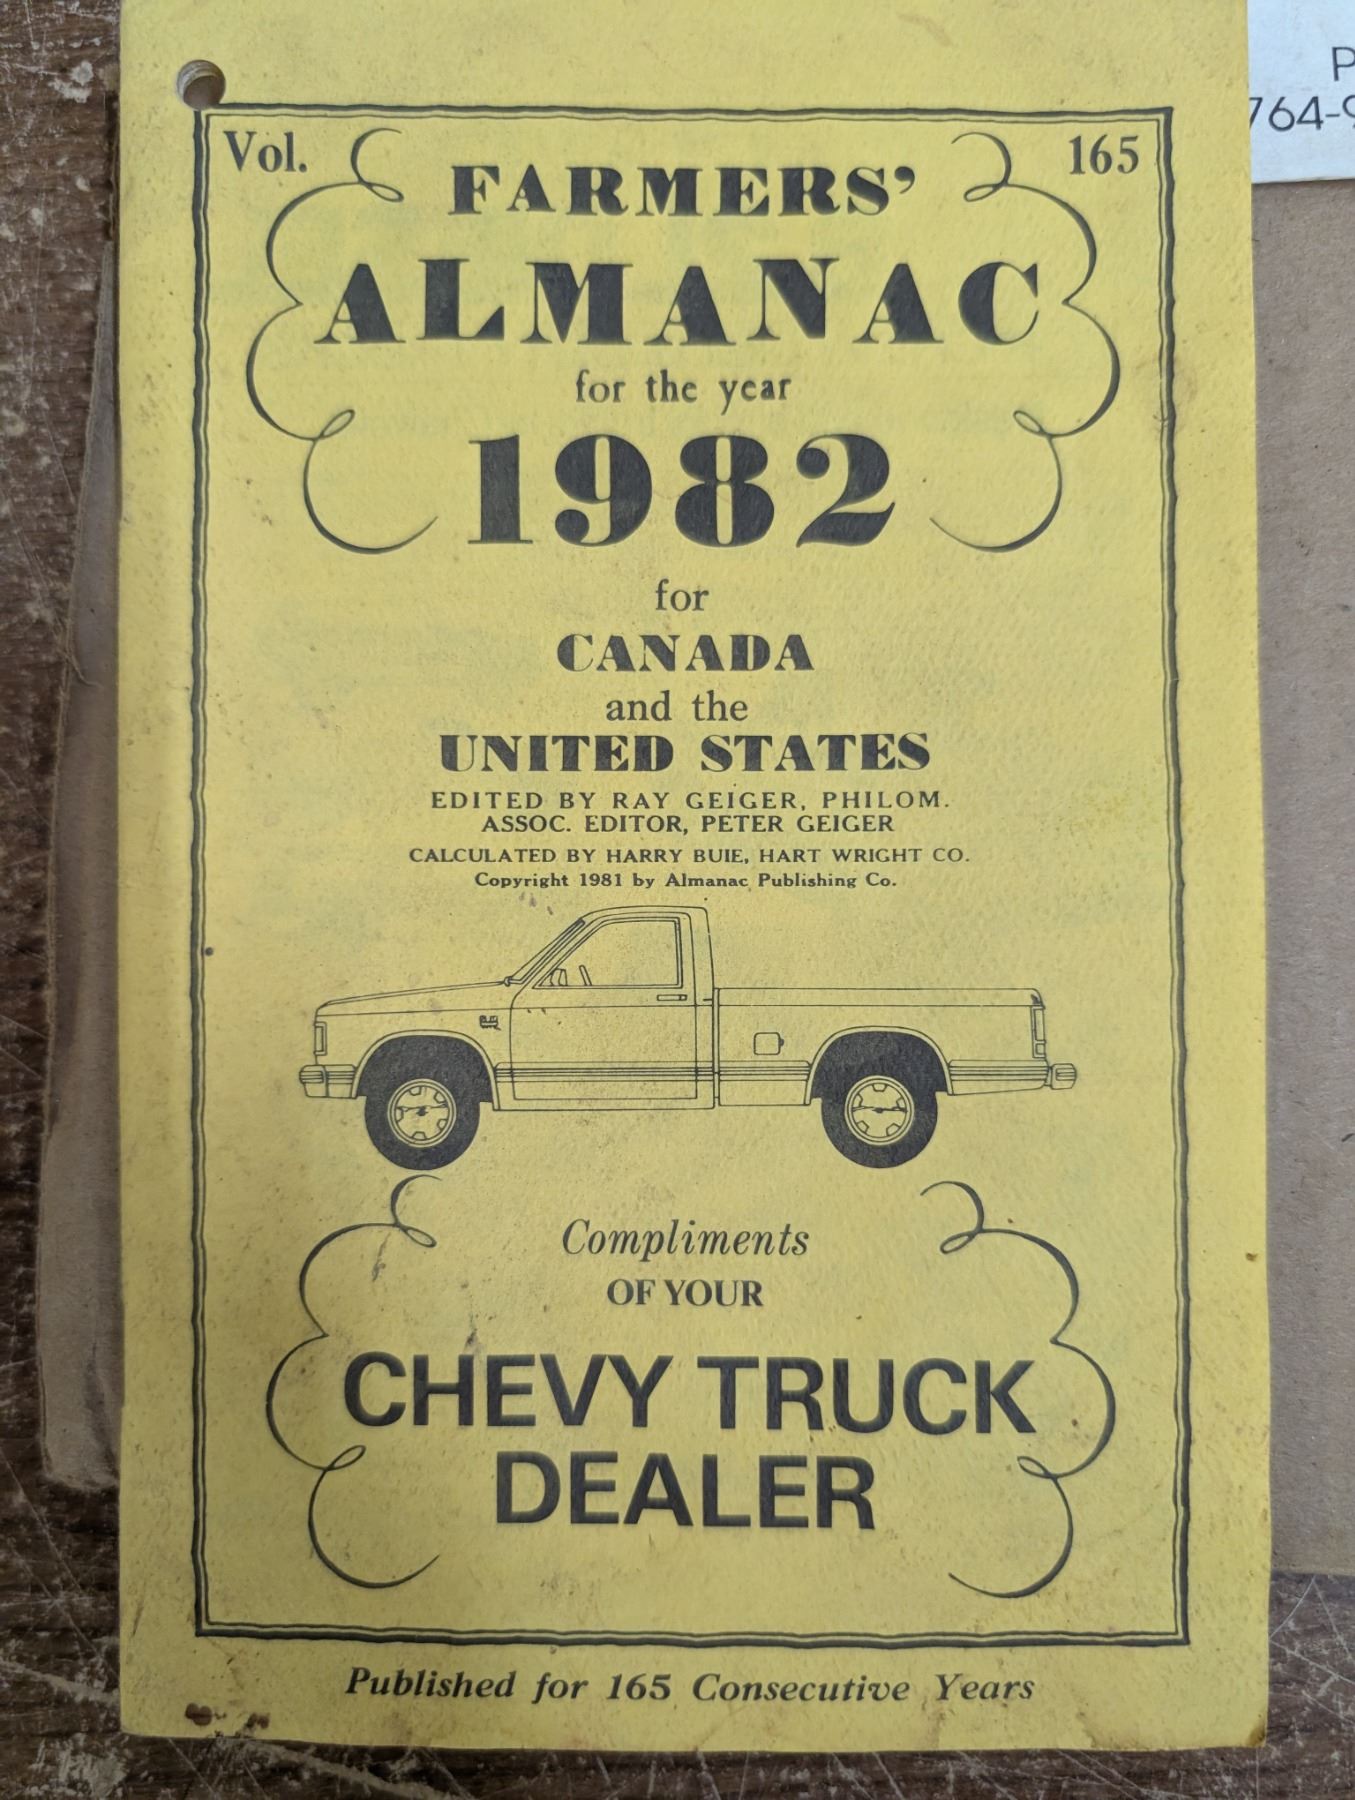 Vol. 165
FARMERS'
ALMANAC
for the year
1982
for
CANADA
and the
UNITED STATES
EDITED BY RAY GEIGER, PHILOM.
ASSOC. EDITOR, PETER GEIGER
CALCULATED BY HARRY BUIE, HART WRIGHT CO.
Copyright 1981 by Almanac Publishing Co.
Compliments
OF YOUR
CHEVY TRUCK
DEALER
Published for 165 Consecutive Years
P
764-9